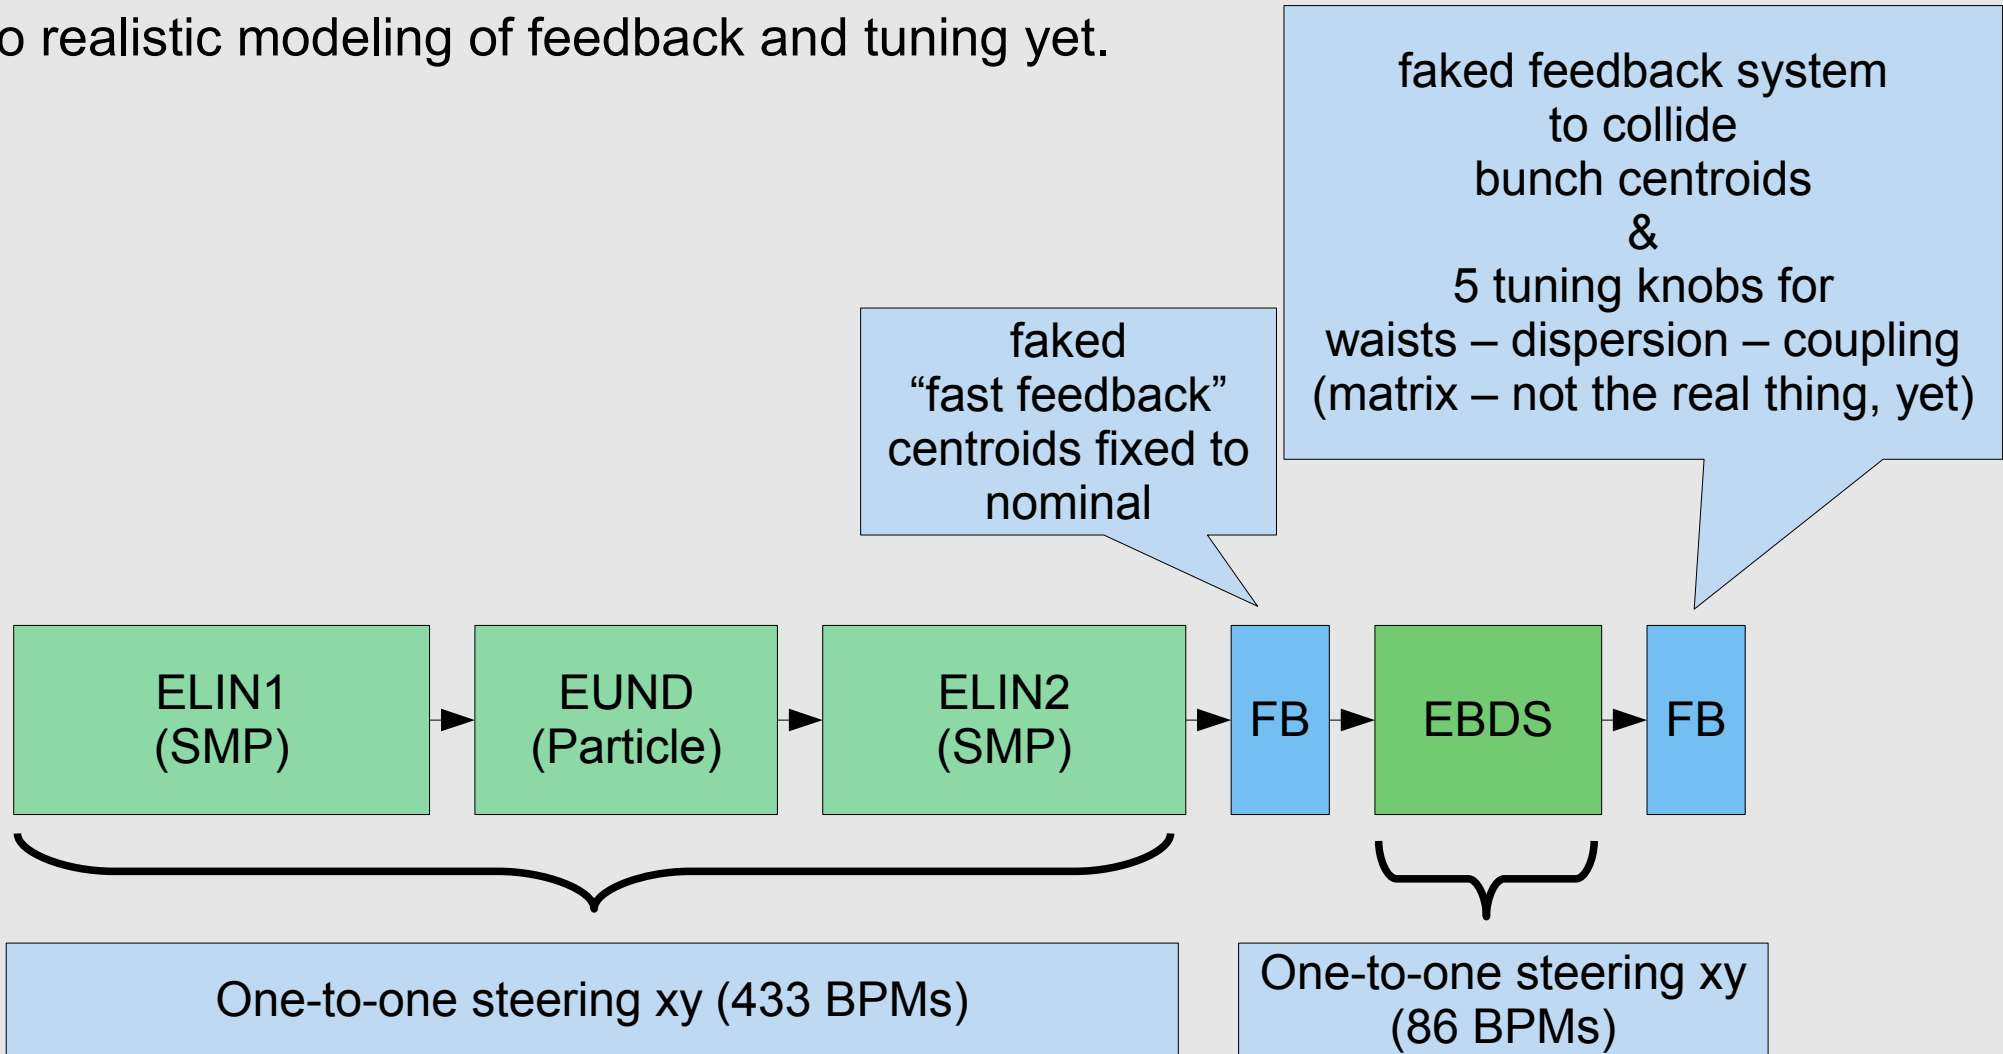 o realistic modeling of feedback and tuning yet.
faked feedback system
to collide
bunch centroids
&
5 tuning knobs for
waists – dispersion – coupling
(matrix – not the real thing, yet)
faked
“fast feedback”
centroids fixed to
nominal
ELIN1
(SMP)
EUND
(Particle)
ELIN2
(SMP)
FB
EBDS
FB
One-to-one steering xy (433 BPMs)
One-to-one steering xy
(86 BPMs)